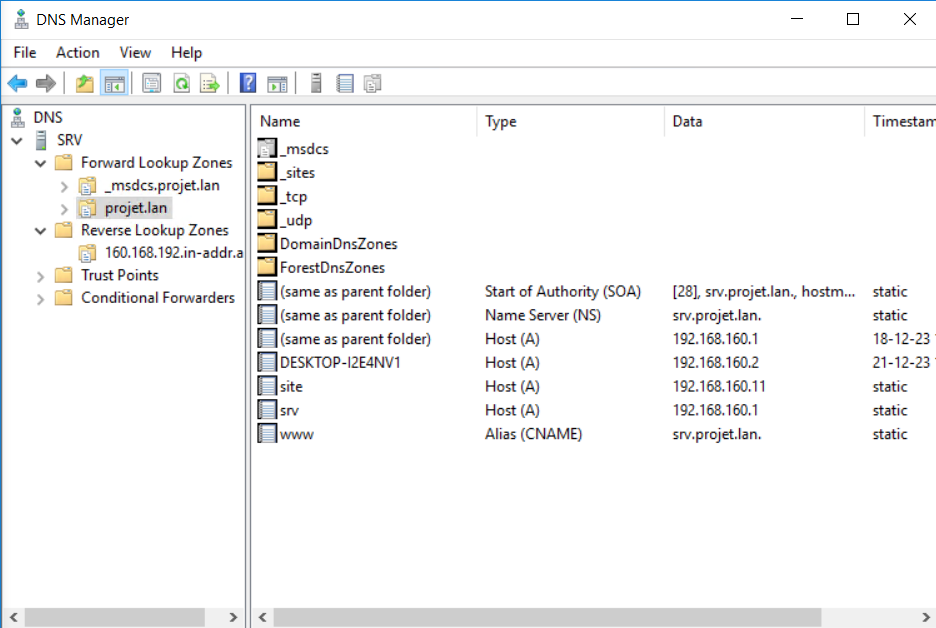 DNS Manager
File Action View Help
DNS
SRV
Forward Lookup Zones
_msdcs.projet.lan
projet.lan
Reverse Lookup Zones
160.168.192.in-addr.a
Trust Points
Conditional Forwarders
Name Type Data Timestam
_msdcs
_sites
_tcp
_udp
DomainDnsZones
ForestDnsZones
(same as parent folder) Start of Authority (SOA) [28], srv.projet.lan., hostm... static
(same as parent folder) Name Server (NS) srv.projet.lan. static
(same as parent folder) Host (A) 192.168.160.1 18-12-23
DESKTOP-I2E4NV1 Host (A) 192.168.160.2 21-12-23
site Host (A) 192.168.160.11 static
srv Host (A) 192.168.160.1 static
www Alias (CNAME) srv.projet.lan. static